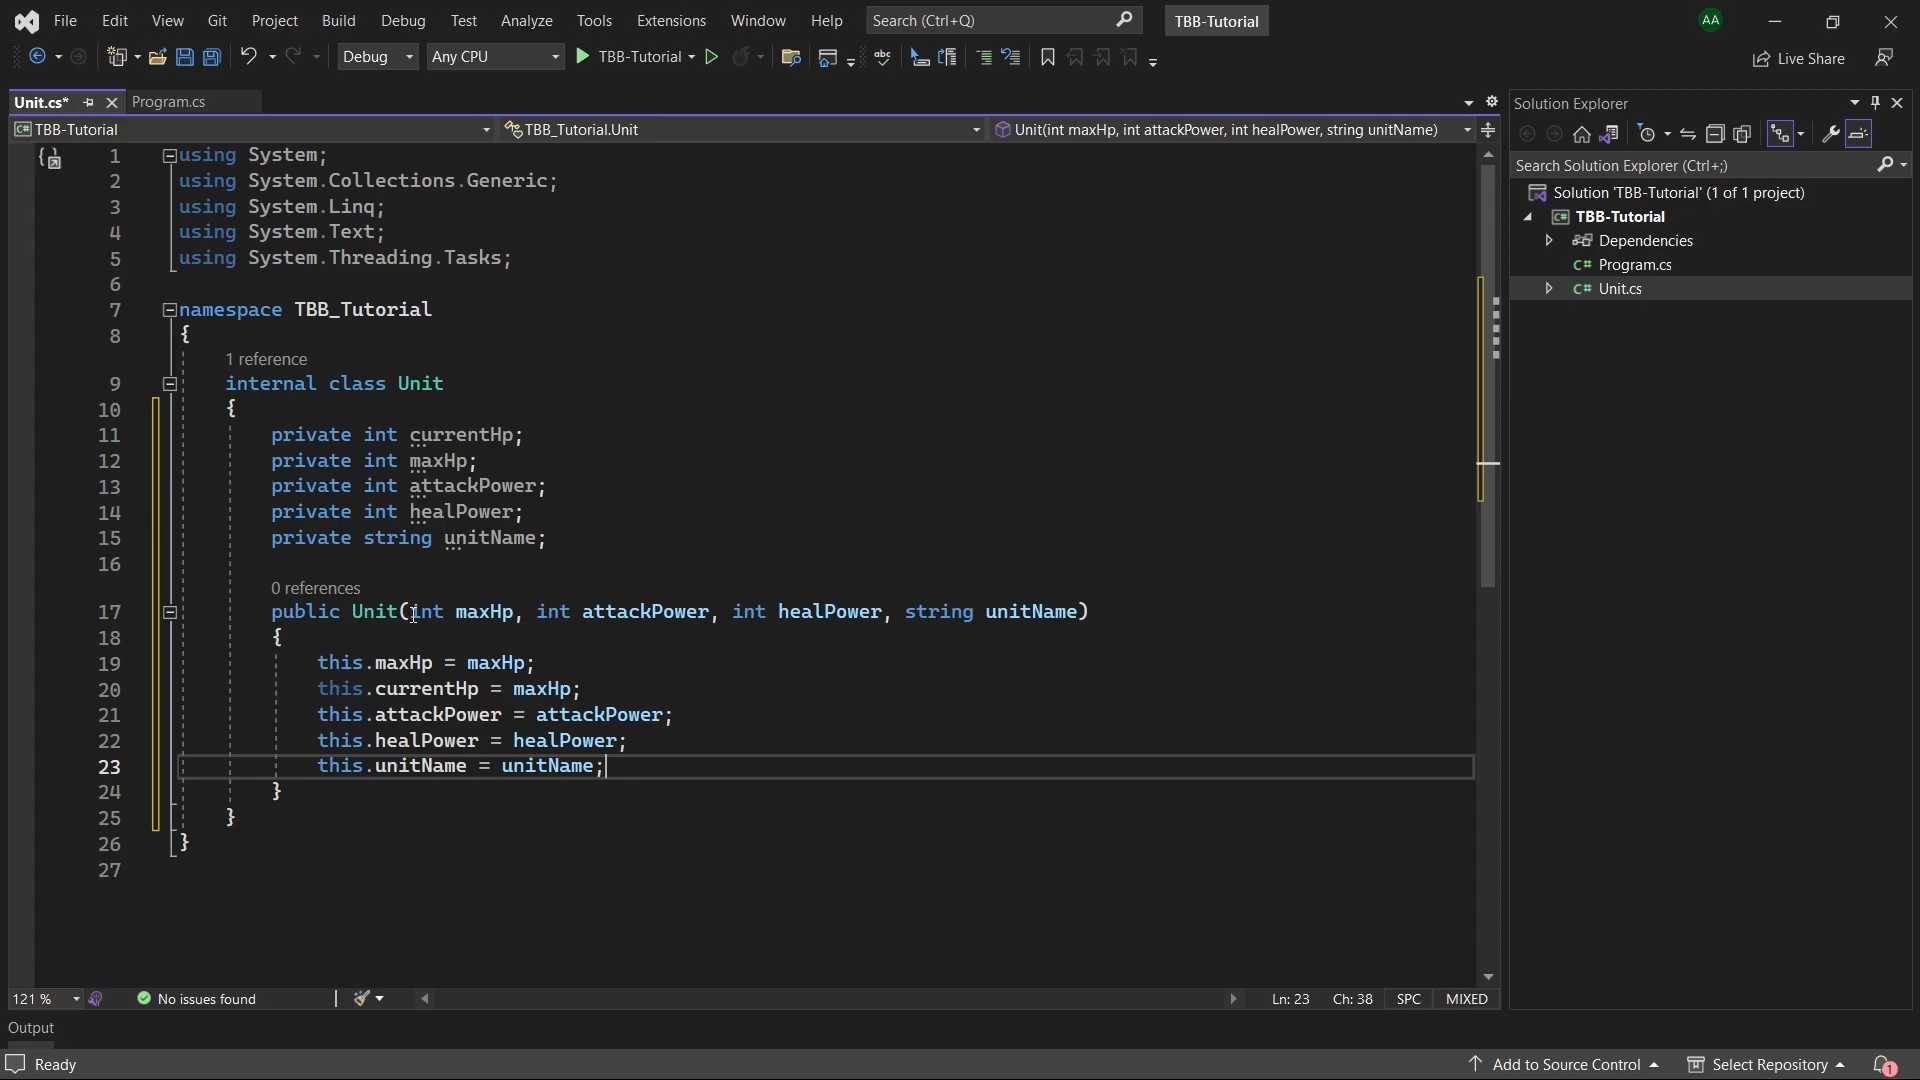 File Edit View Git Project Build Debug Test Analyze Tools Extensions Window Help Search (Ctrl+Q) TBB-Tutorial AA
Debug Any CPU TBB-Tutorial abc Live Share
Unit.cs* Program.cs
C# TBB-Tutorial TBB_Tutorial.Unit Unit(int maxHp, int attackPower, int healPower, string unitName)
1 using System;
2 using System.Collections.Generic;
3 using System.Linq;
4 using System.Text;
5 using System.Threading.Tasks;
6
7 namespace TBB_Tutorial
8 {
1 reference
9 internal class Unit
10 {
11 private int currentHp;
12 private int maxHp;
13 private int attackPower;
14 private int healPower;
15 private string unitName;
16
0 references
17 public Unit(int maxHp, int attackPower, int healPower, string unitName)
18 {
19 this.maxHp = maxHp;
20 this.currentHp = maxHp;
21 this.attackPower = attackPower;
22 this.healPower = healPower;
23 this.unitName = unitName;
24 }
25 }
26 }
27
121 % No issues found Ln: 23 Ch: 38 SPC MIXED
Solution Explorer
Search Solution Explorer (Ctrl+;)
Solution 'TBB-Tutorial' (1 of 1 project)
C# TBB-Tutorial
Dependencies
C# Program.cs
C# Unit.cs
Output
Ready Add to Source Control Select Repository 1